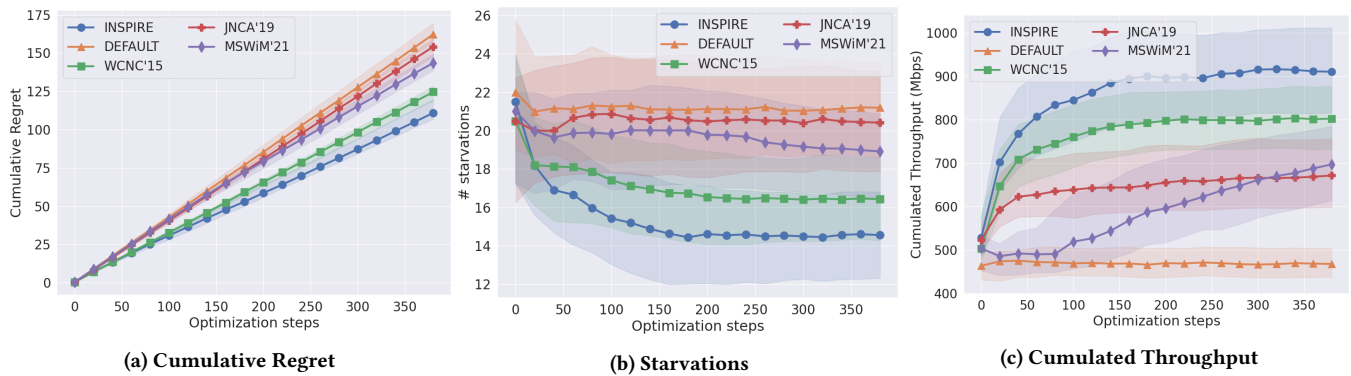 175
150
125
100
75
50
25
0
Cumulative Regret
INSPIRE
DEFAULT
WCNC'15
JNCA'19
MSWiM'21
0 50 100 150 200 250 300 350
Optimization steps
(a) Cumulative Regret
26
24
22
20
18
16
14
12
# starvations
INSPIRE
DEFAULT
WCNC'15
JNCA'19
MSWiM'21
0 50 100 150 200 250 300 350
Optimization steps
(b) Starvations
1000
900
800
700
600
500
400
Cumulated Throughput (Mbps)
INSPIRE
DEFAULT
WCNC'15
JNCA'19
MSWiM'21
0 50 100 150 200 250 300 350
Optimization steps
(c) Cumulated Throughput